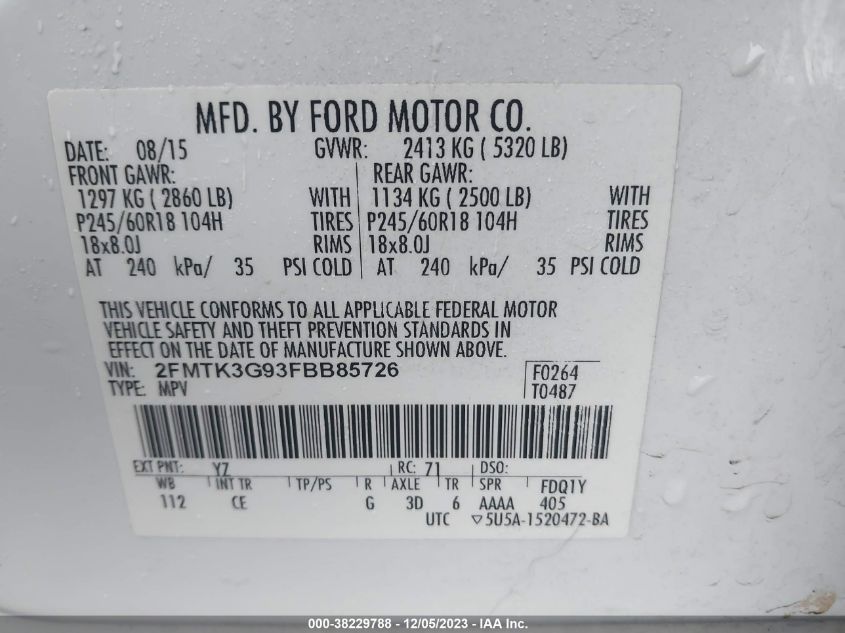 MFD. BY FORD MOTOR CO.
DATE: 08/15 GVWR: 2413 KG ( 5320 LB)
FRONT GAWR: REAR GAWR:
1297 KG ( 2860 LB) WITH 1134 KG ( 2500 LB) WITH
P245/60R18 104H TIRES P245/60R18 104H TIRES
18x8.0J RIMS 18x8.0J RIMS
AT 240 kPa/ 35 PSI COLD AT 240 kPa/ 35 PSI COLD
THIS VEHICLE CONFORMS TO ALL APPLICABLE FEDERAL MOTOR
VEHICLE SAFETY AND THEFT PREVENTION STANDARDS IN
EFFECT ON THE DATE OF MANUFACTURE SHOWN ABOVE.
VIN: 2FMTK3G93FBB85726 F0264
TYPE: MPV T0487
EXT PNT: YZ RC: 71 DSO:
WB INT TR TP/PS R AXLE TR SPR FDQ1Y
112 CE G 3D 6 AAAA 405
UTC ▽5U5A-1520472-BA
000-38229788 - 12/05/2023 - IAA Inc.